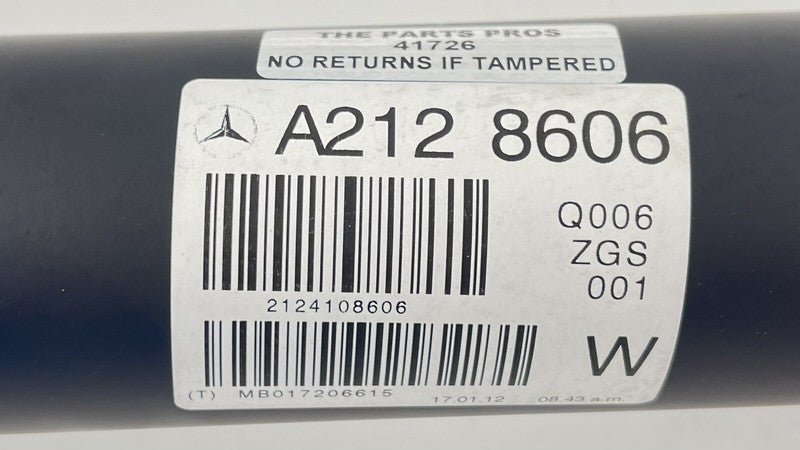 THE PARTS PROS
41726
NO RETURNS IF TAMPERED
A212 8606
Q006
ZGS
001
2124108606
W
(T) MB017206615 17.01.12 08.43 a.m.